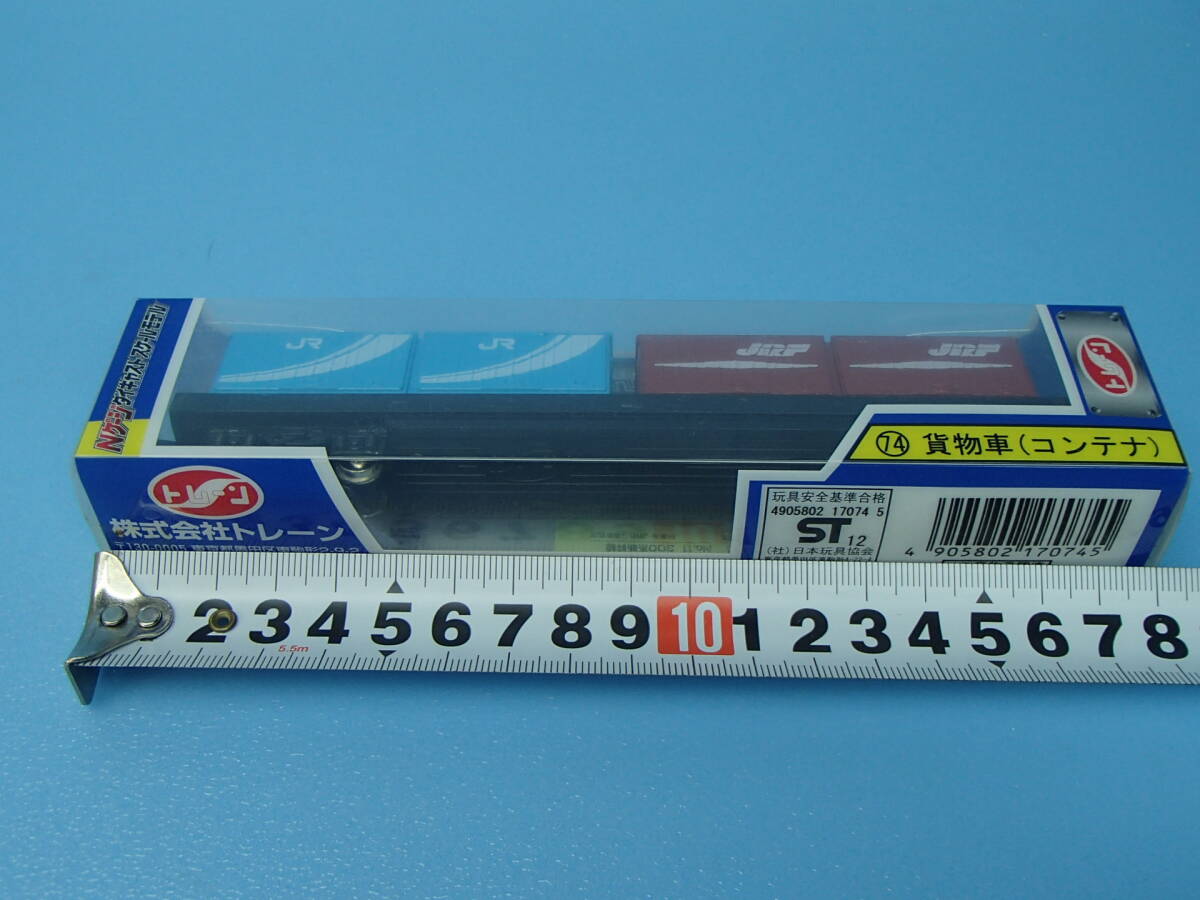 JR
JR
JRF
JRF
トレーン
Nゲージダイキャストスケールモデル
74 貨物車(コンテナ)
トレーン
株式会社トレーン
玩具安全基準合格
4905802 17074 5
ST 12
(社)日本玩具協会
4 905802 170745
2 3 4 5 6 7 8 9 10 1 2 3 4 5 6 7 8
5.5m